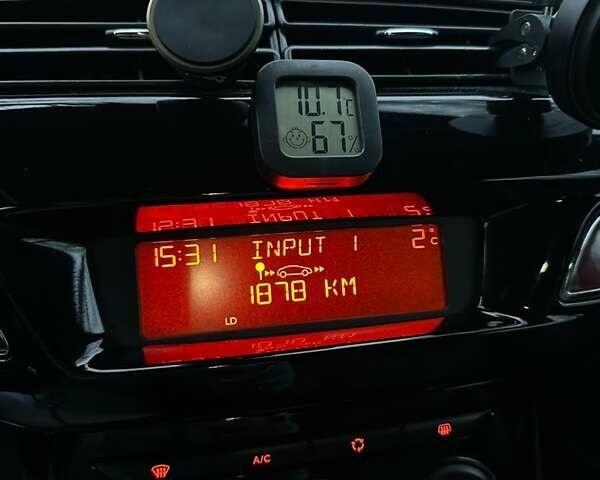 10.1°C
67%
15:31 INPUT 1 2°C
1878 KM
LD
A/C